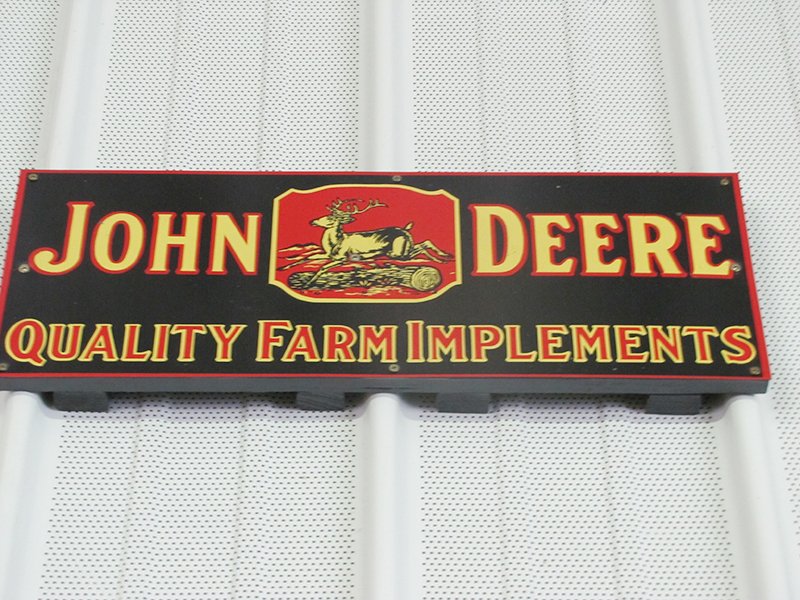 JOHN DEERE
QUALITY FARM IMPLEMENTS